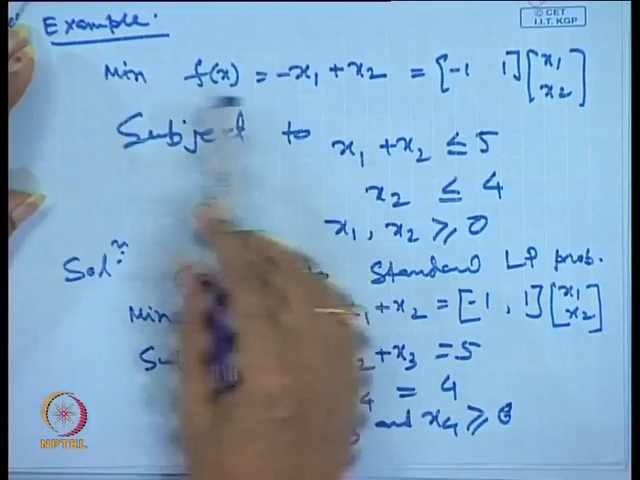 Example:
© CET
I.I.T. KGP
Min f(x) = -x₁ + x₂ = [-1 1] [x₁ x₂]
Subject to x₁ + x₂ ≤ 5
x₂ ≤ 4
x₁, x₂ ≥ 0
Solⁿ: Standard LP prob.
Min + x₂ = [-1, 1] [x₁ x₂]
+ x₃ = 5
= 4
and x₄ ≥ 0
NPTEL